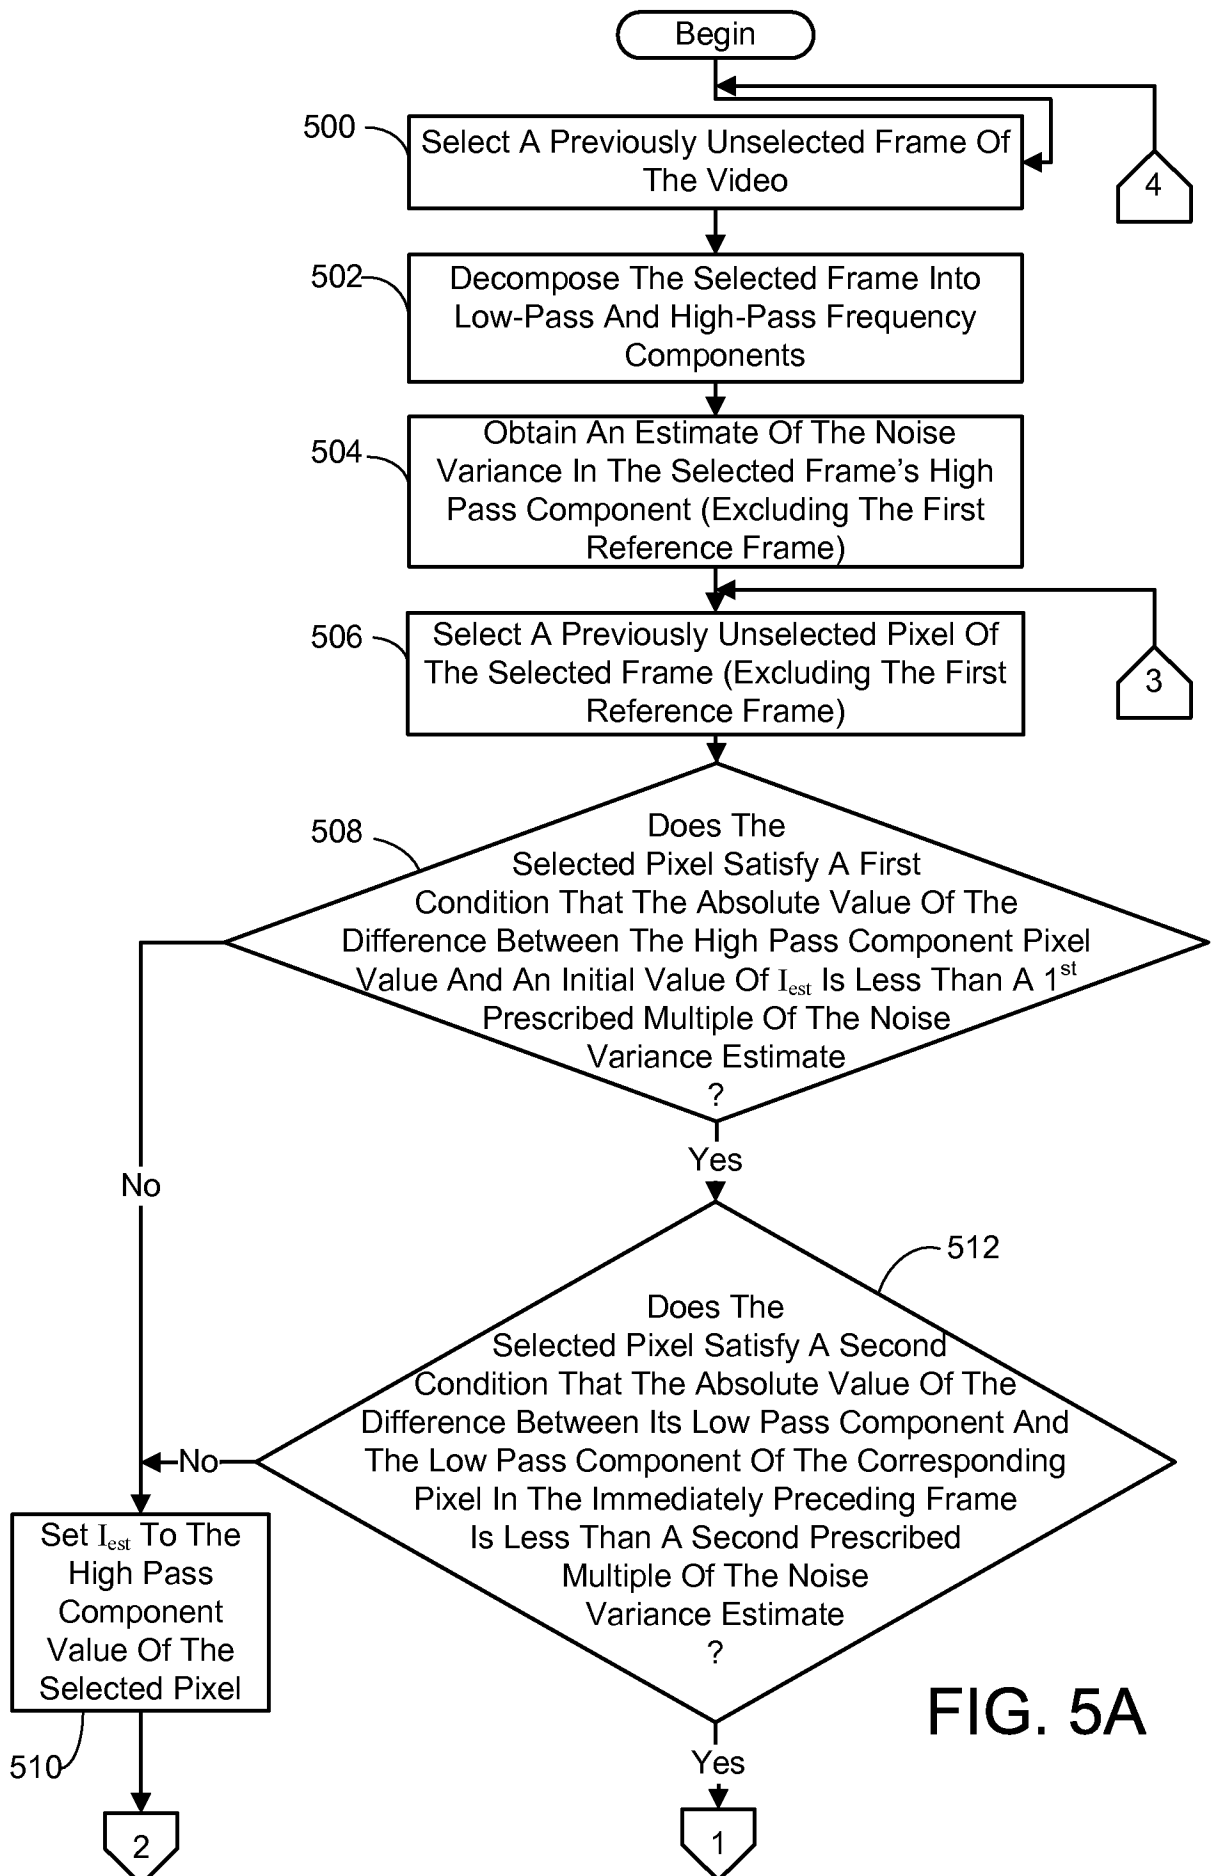 Begin
500
Select A Previously Unselected Frame Of
The Video
4
502
Decompose The Selected Frame Into
Low-Pass And High-Pass Frequency
Components
504
Obtain An Estimate Of The Noise
Variance In The Selected Frame’s High
Pass Component (Excluding The First
Reference Frame)
506
Select A Previously Unselected Pixel Of
The Selected Frame (Excluding The First
Reference Frame)
3
508
Does The
Selected Pixel Satisfy A First
Condition That The Absolute Value Of The
Difference Between The High Pass Component Pixel
Value And An Initial Value Of Iest Is Less Than A 1st
Prescribed Multiple Of The Noise
Variance Estimate
?
Yes
No
512
Does The
Selected Pixel Satisfy A Second
Condition That The Absolute Value Of The
Difference Between Its Low Pass Component And
The Low Pass Component Of The Corresponding
Pixel In The Immediately Preceding Frame
Is Less Than A Second Prescribed
Multiple Of The Noise
Variance Estimate
?
No
Set Iest To The
High Pass
Component
Value Of The
Selected Pixel
510
Yes
FIG. 5A
2
1